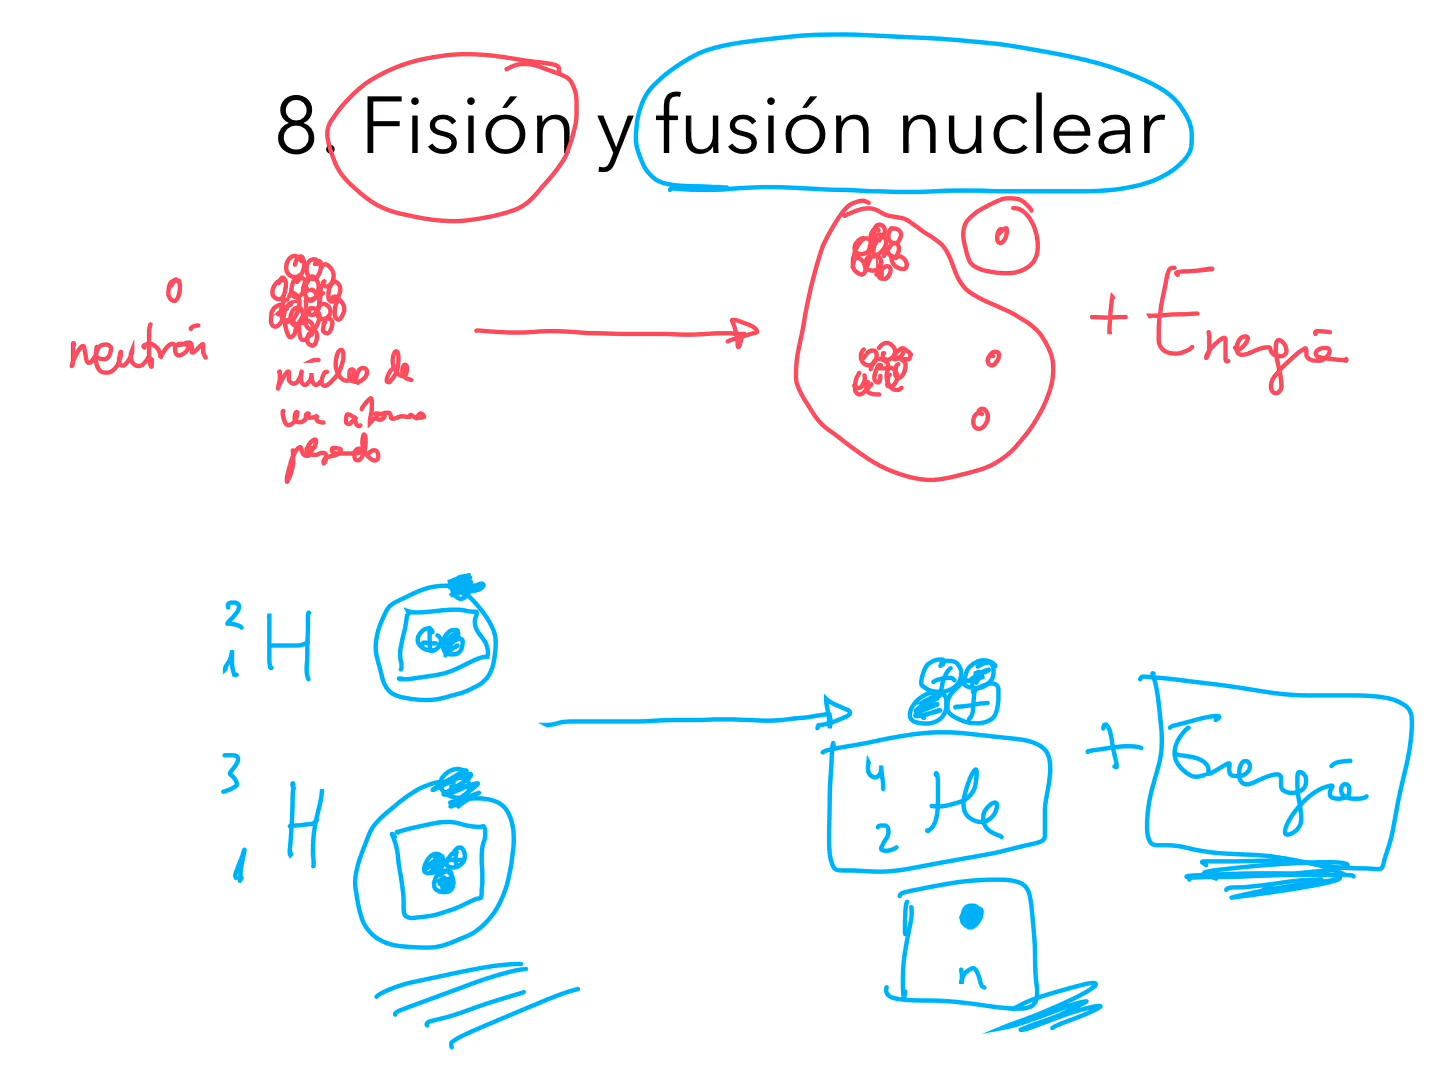 8. Fisión y fusión nuclear
neutrón
núcleo de
un átomo
pesado
+ Energía
2
1 H
3
1 H
4
2 He
+ Energía
n